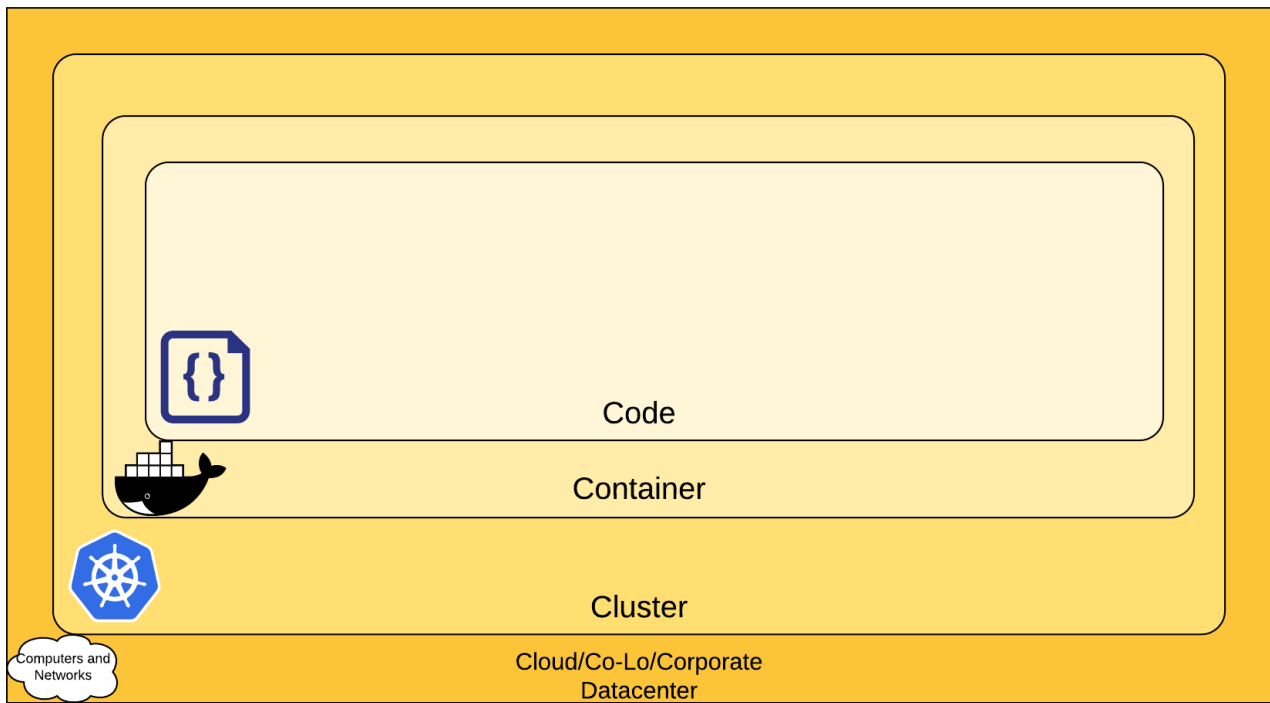 {}
Code
Container
Cluster
Computers and
Networks
Cloud/Co-Lo/Corporate
Datacenter